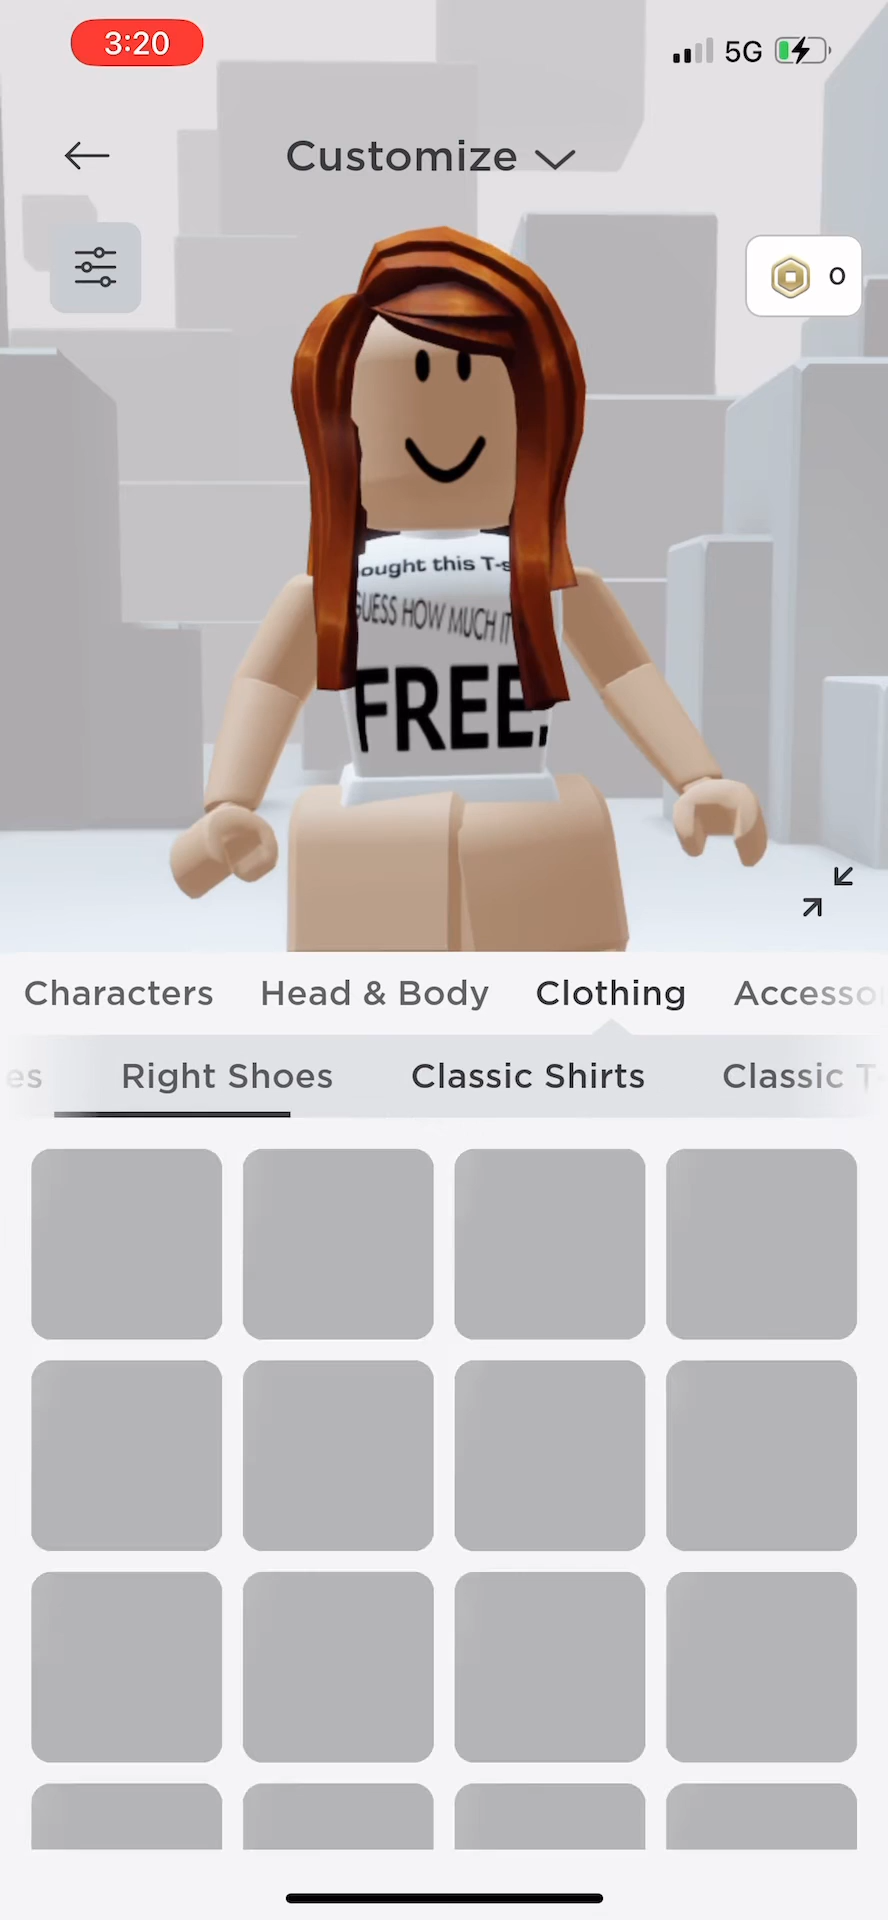 3:20
5G
Customize
0
ought this T-s
GUESS HOW MUCH IT
FREE.
Characters Head & Body Clothing Accesso
es Right Shoes Classic Shirts Classic T-